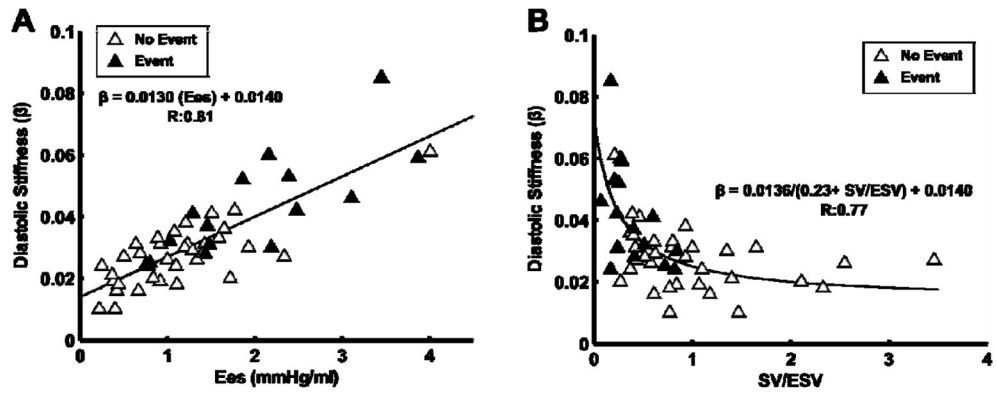 A
No Event
Event
β = 0.0130 (Ees) + 0.0140
R:0.81
Diastolic Stiffness (β)
0.1
0.08
0.06
0.04
0.02
0
0 1 2 3 4
Ees (mmHg/ml)
B
No Event
Event
β = 0.0136/(0.23+ SV/ESV) + 0.0140
R:0.77
Diastolic Stiffness (β)
0.1
0.08
0.06
0.04
0.02
0
0 1 2 3 4
SV/ESV